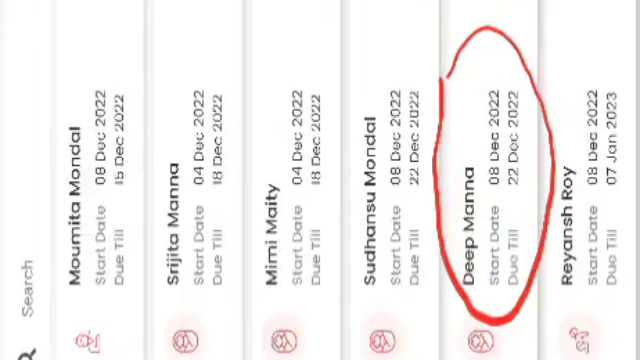 Search
Moumita Mondal
Start Date 08 Dec 2022
Due Till 15 Dec 2022
Srijita Manna
Start Date 04 Dec 2022
Due Till 18 Dec 2022
Mimi Maity
Start Date 04 Dec 2022
Due Till 18 Dec 2022
Sudhansu Mondal
Start Date 08 Dec 2022
Due Till 22 Dec 2022
Deep Manna
Start Date 08 Dec 2022
Due Till 22 Dec 2022
Reyansh Roy
Start Date 08 Dec 2022
Due Till 07 Jan 2023